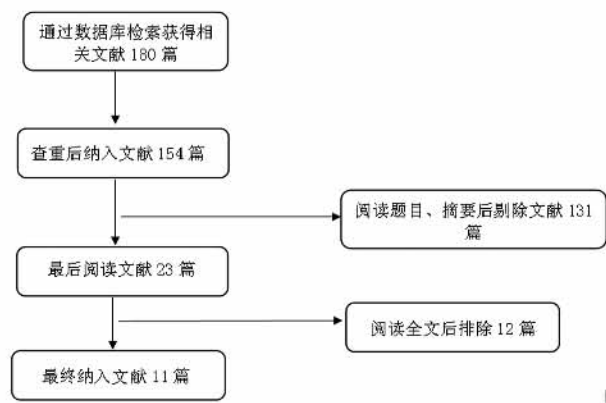 通过数据库检索获得相
关文献 180 篇
查重后纳入文献 154 篇
阅读题目、摘要后剔除文献 131
篇
最后阅读文献 23 篇
阅读全文后排除 12 篇
最终纳入文献 11 篇